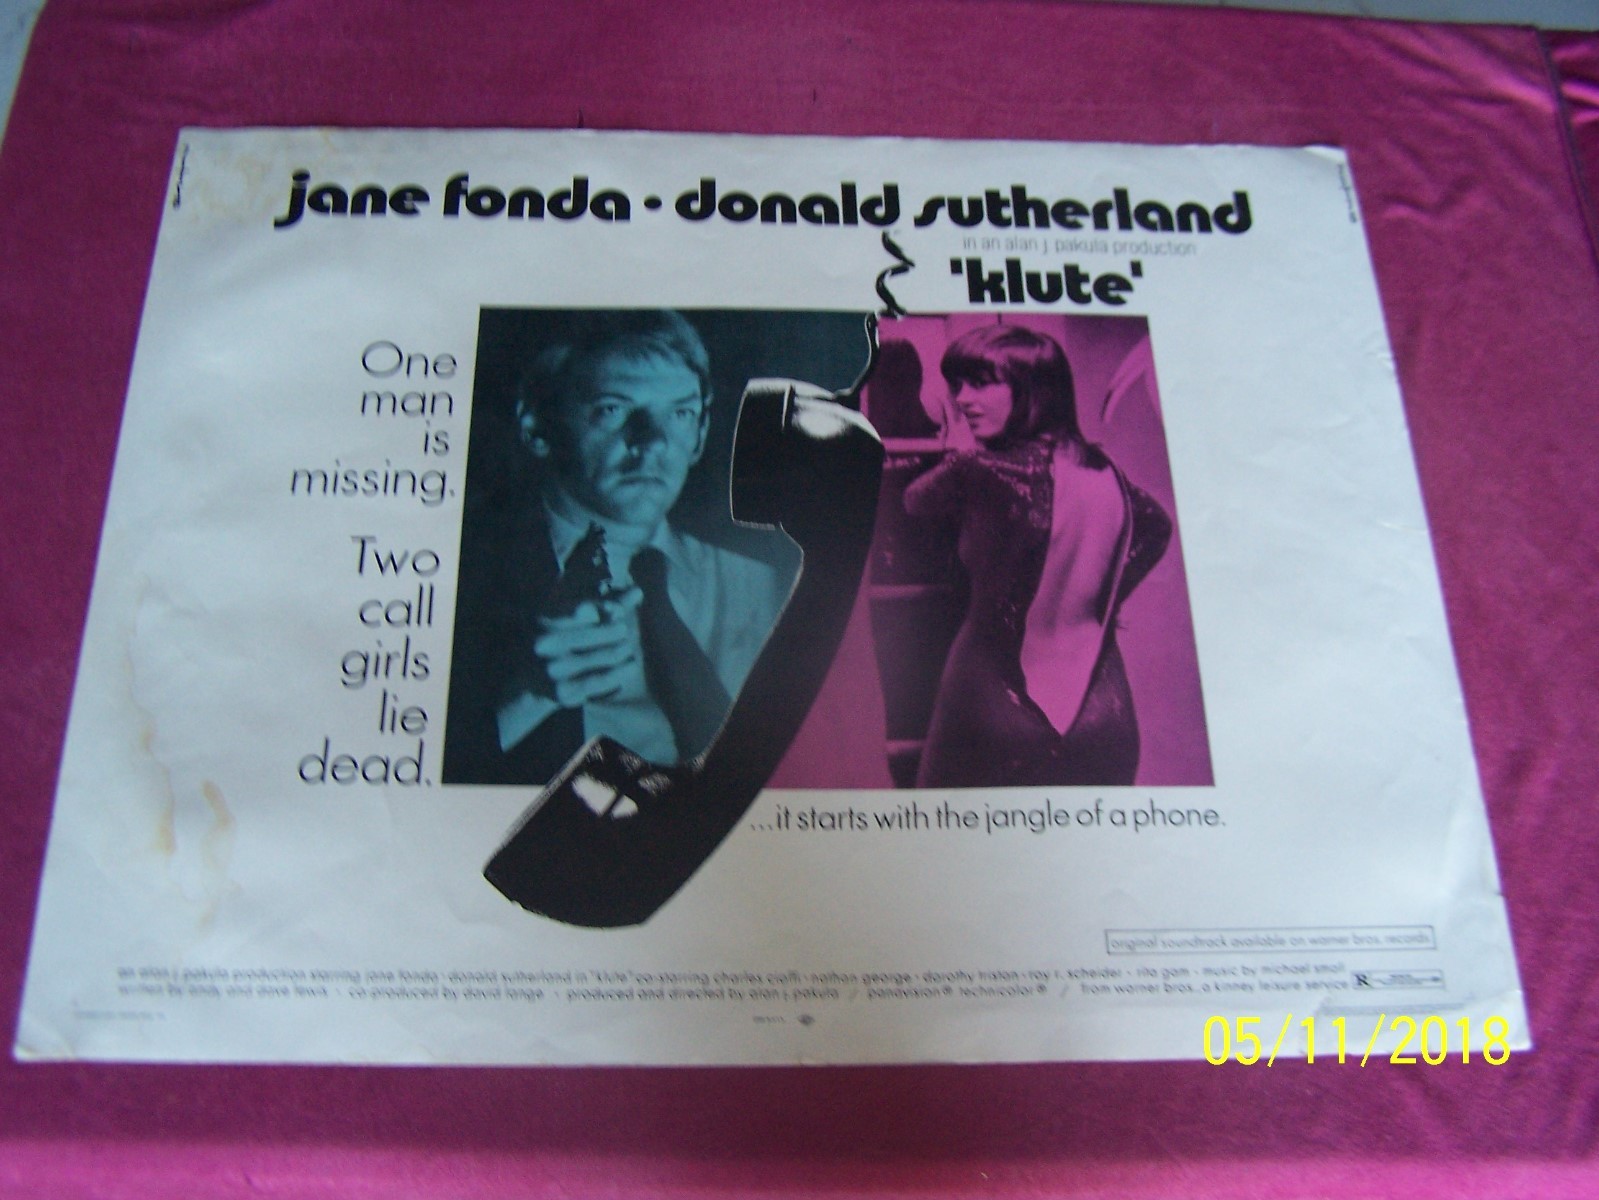 jane fonda • donald sutherland
in an alan j. pakula production
'klute'
One
man
is
missing.
Two
call
girls
lie
dead.
...it starts with the jangle of a phone.
original soundtrack available on warner bros. records
an alan j. pakula production starring jane fonda · donald sutherland in "klute" co-starring charles cioffi · nathan george · dorothy tristan · roy r. scheider · rita gam · music by michael small
written by andy and dave lewis · co-produced by david lange · produced and directed by alan j. pakula / panavision® technicolor® / from warner bros., a kinney leisure service
R
05/11/2018